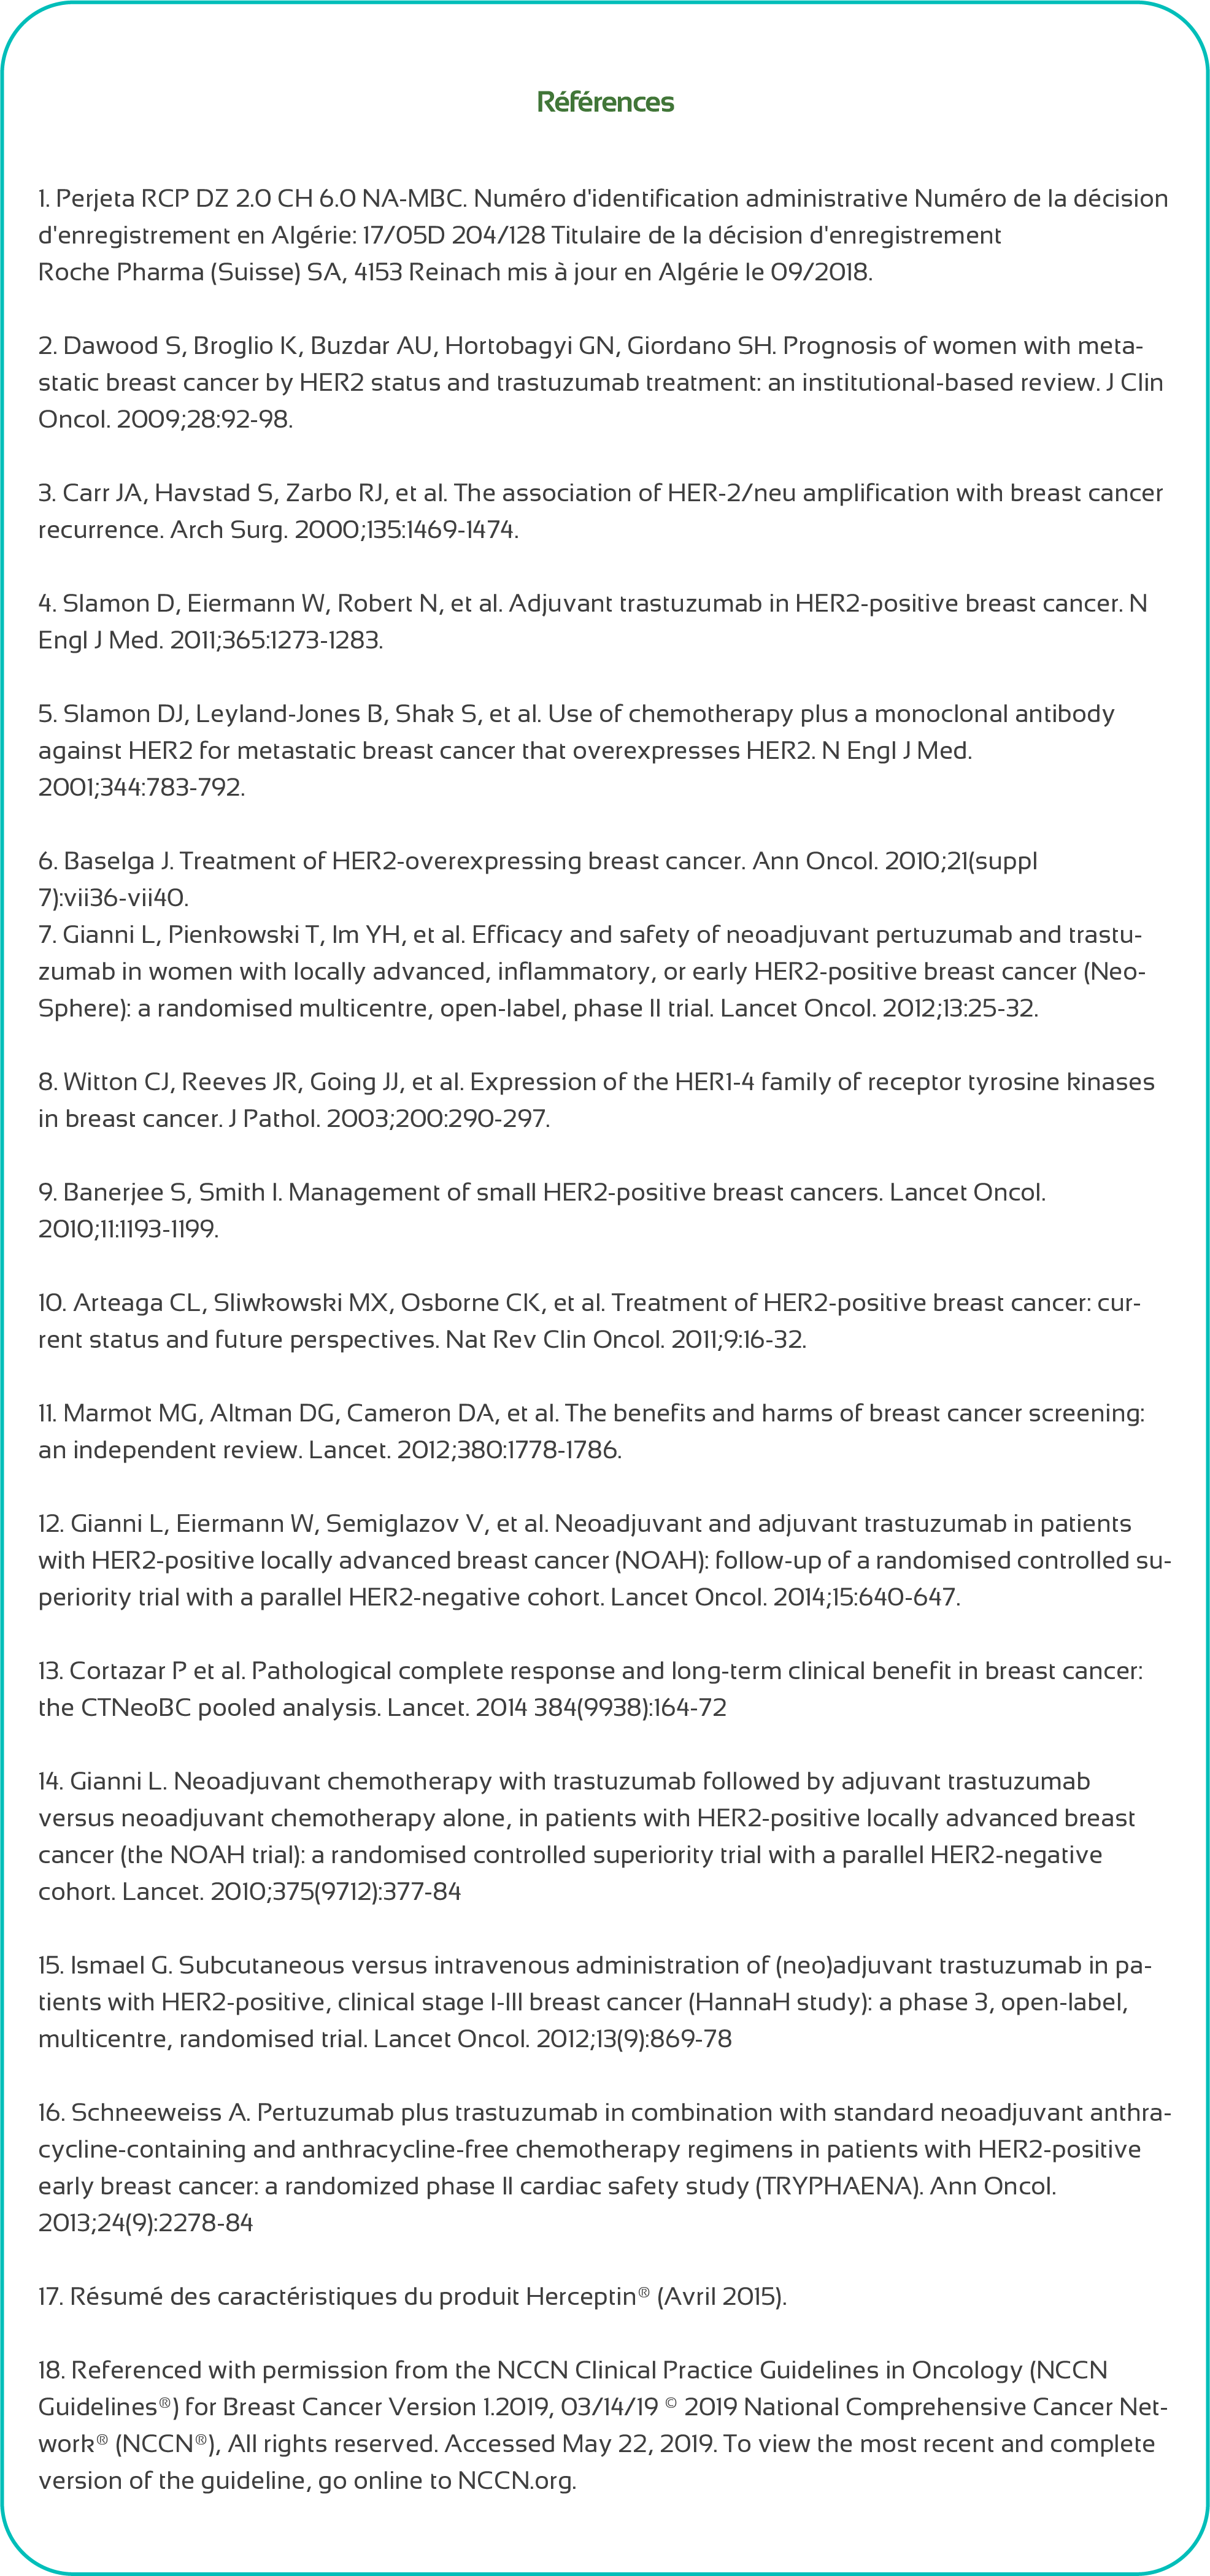 Références
1. Perjeta RCP DZ 2.0 CH 6.0 NA-MBC. Numéro d'identification administrative Numéro de la décision
d'enregistrement en Algérie: 17/05D 204/128 Titulaire de la décision d'enregistrement
Roche Pharma (Suisse) SA, 4153 Reinach mis à jour en Algérie le 09/2018.
2. Dawood S, Broglio K, Buzdar AU, Hortobagyi GN, Giordano SH. Prognosis of women with meta-
static breast cancer by HER2 status and trastuzumab treatment: an institutional-based review. J Clin
Oncol. 2009;28:92-98.
3. Carr JA, Havstad S, Zarbo RJ, et al. The association of HER-2/neu amplification with breast cancer
recurrence. Arch Surg. 2000;135:1469-1474.
4. Slamon D, Eiermann W, Robert N, et al. Adjuvant trastuzumab in HER2-positive breast cancer. N
Engl J Med. 2011;365:1273-1283.
5. Slamon DJ, Leyland-Jones B, Shak S, et al. Use of chemotherapy plus a monoclonal antibody
against HER2 for metastatic breast cancer that overexpresses HER2. N Engl J Med.
2001;344:783-792.
6. Baselga J. Treatment of HER2-overexpressing breast cancer. Ann Oncol. 2010;21(suppl
7):vii36-vii40.
7. Gianni L, Pienkowski T, Im YH, et al. Efficacy and safety of neoadjuvant pertuzumab and trastu-
zumab in women with locally advanced, inflammatory, or early HER2-positive breast cancer (Neo-
Sphere): a randomised multicentre, open-label, phase II trial. Lancet Oncol. 2012;13:25-32.
8. Witton CJ, Reeves JR, Going JJ, et al. Expression of the HER1-4 family of receptor tyrosine kinases
in breast cancer. J Pathol. 2003;200:290-297.
9. Banerjee S, Smith I. Management of small HER2-positive breast cancers. Lancet Oncol.
2010;11:1193-1199.
10. Arteaga CL, Sliwkowski MX, Osborne CK, et al. Treatment of HER2-positive breast cancer: cur-
rent status and future perspectives. Nat Rev Clin Oncol. 2011;9:16-32.
11. Marmot MG, Altman DG, Cameron DA, et al. The benefits and harms of breast cancer screening:
an independent review. Lancet. 2012;380:1778-1786.
12. Gianni L, Eiermann W, Semiglazov V, et al. Neoadjuvant and adjuvant trastuzumab in patients
with HER2-positive locally advanced breast cancer (NOAH): follow-up of a randomised controlled su-
periority trial with a parallel HER2-negative cohort. Lancet Oncol. 2014;15:640-647.
13. Cortazar P et al. Pathological complete response and long-term clinical benefit in breast cancer:
the CTNeoBC pooled analysis. Lancet. 2014 384(9938):164-72
14. Gianni L. Neoadjuvant chemotherapy with trastuzumab followed by adjuvant trastuzumab
versus neoadjuvant chemotherapy alone, in patients with HER2-positive locally advanced breast
cancer (the NOAH trial): a randomised controlled superiority trial with a parallel HER2-negative
cohort. Lancet. 2010;375(9712):377-84
15. Ismael G. Subcutaneous versus intravenous administration of (neo)adjuvant trastuzumab in pa-
tients with HER2-positive, clinical stage I-III breast cancer (HannaH study): a phase 3, open-label,
multicentre, randomised trial. Lancet Oncol. 2012;13(9):869-78
16. Schneeweiss A. Pertuzumab plus trastuzumab in combination with standard neoadjuvant anthra-
cycline-containing and anthracycline-free chemotherapy regimens in patients with HER2-positive
early breast cancer: a randomized phase II cardiac safety study (TRYPHAENA). Ann Oncol.
2013;24(9):2278-84
17. Résumé des caractéristiques du produit Herceptin® (Avril 2015).
18. Referenced with permission from the NCCN Clinical Practice Guidelines in Oncology (NCCN
Guidelines®) for Breast Cancer Version 1.2019, 03/14/19 © 2019 National Comprehensive Cancer Net-
work® (NCCN®), All rights reserved. Accessed May 22, 2019. To view the most recent and complete
version of the guideline, go online to NCCN.org.